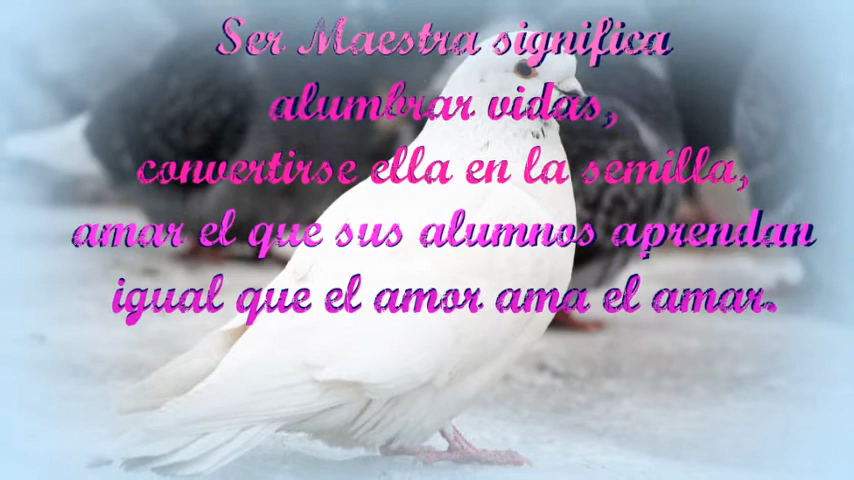 Ser Maestra significa
alumbrar vidas,
convertirse ella en la semilla,
amar el que sus alumnos aprendan
igual que el amor ama el amar.